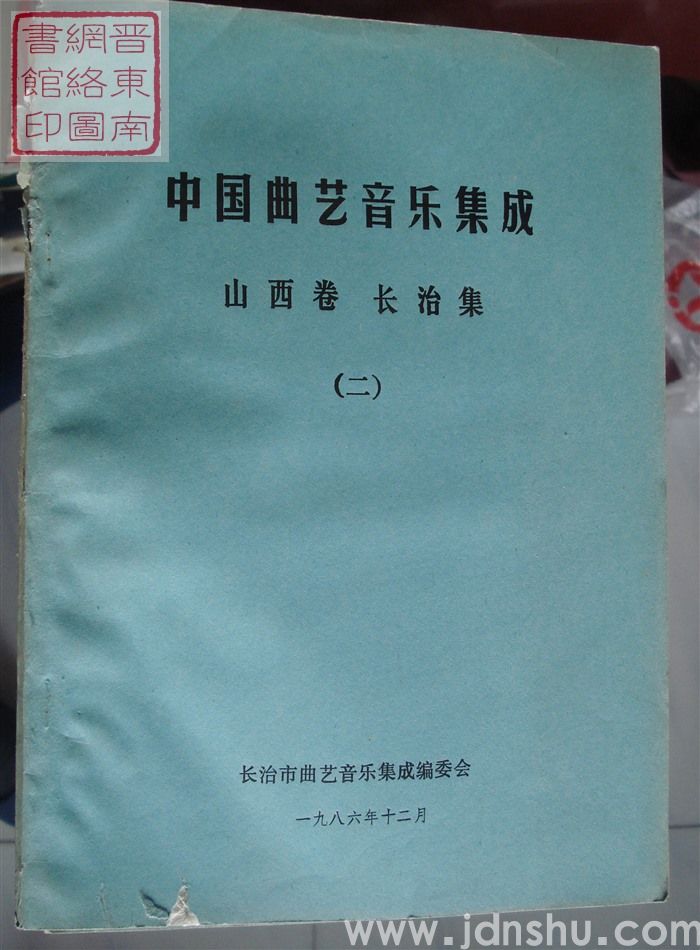 晋東南
網絡圖
書館印
中国曲艺音乐集成
山西卷 长治集
(二)
长治市曲艺音乐集成编委会
一九八六年十二月
www.jdnshu.com